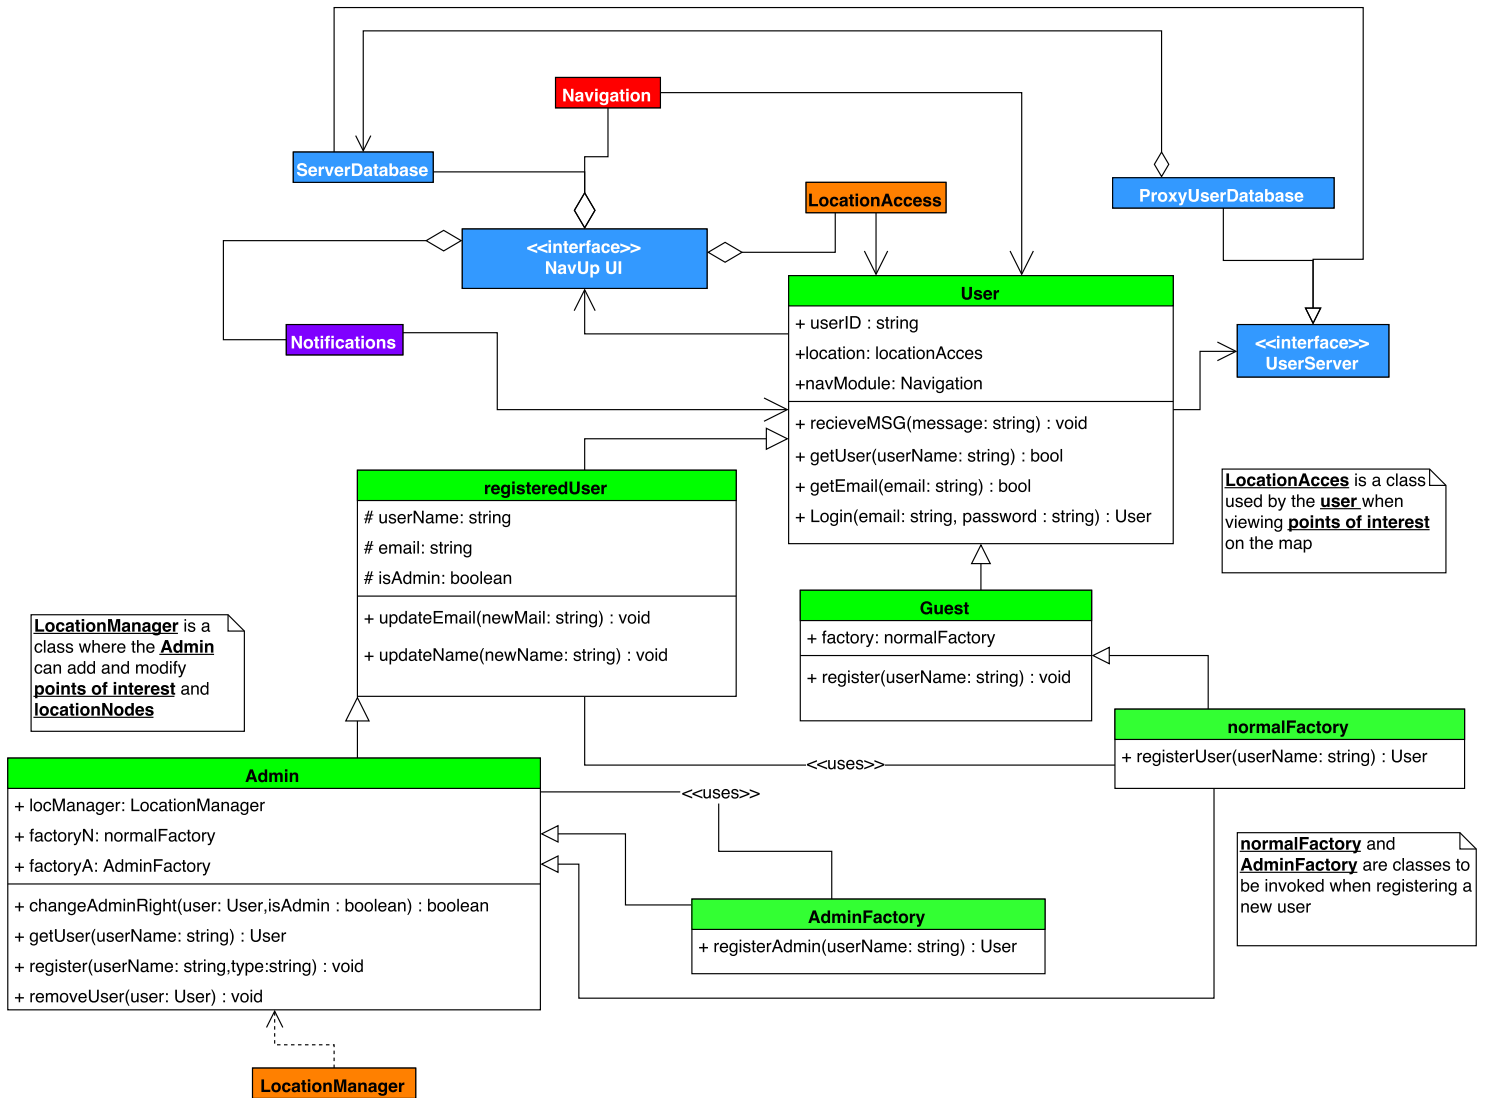 Navigation
ServerDatabase
LocationAccess
ProxyUserDatabase
<<interface>>
NavUp UI
User
+ userID : string
+location: locationAcces
+navModule: Navigation
+ recieveMSG(message: string) : void
+ getUser(userName: string) : bool
+ getEmail(email: string) : bool
+ Login(email: string, password : string) : User
Notifications
<<interface>>
UserServer
registeredUser
# userName: string
# email: string
# isAdmin: boolean
+ updateEmail(newMail: string) : void
+ updateName(newName: string) : void
LocationAcces is a class
used by the user when
viewing points of interest
on the map
Guest
+ factory: normalFactory
+ register(userName: string) : void
LocationManager is a
class where the Admin
can add and modify
points of interest and
locationNodes
normalFactory
+ registerUser(userName: string) : User
<<uses>>
<<uses>>
Admin
+ locManager: LocationManager
+ factoryN: normalFactory
+ factoryA: AdminFactory
+ changeAdminRight(user: User,isAdmin : boolean) : boolean
+ getUser(userName: string) : User
+ register(userName: string,type:string) : void
+ removeUser(user: User) : void
normalFactory and
AdminFactory are classes to
be invoked when registering a
new user
AdminFactory
+ registerAdmin(userName: string) : User
LocationManager